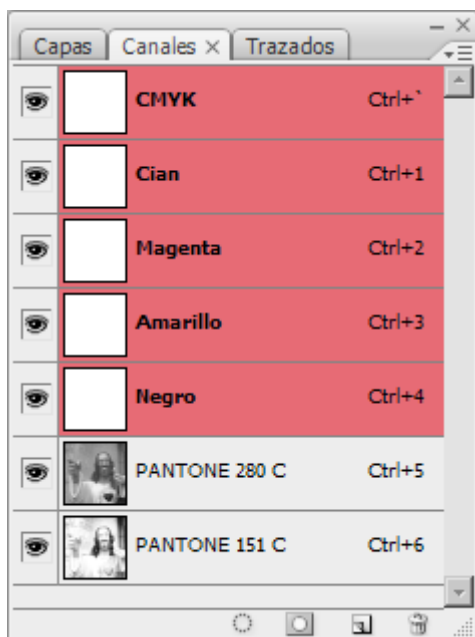 Capas Canales × Trazados
CMYK Ctrl+`
Cian Ctrl+1
Magenta Ctrl+2
Amarillo Ctrl+3
Negro Ctrl+4
PANTONE 280 C Ctrl+5
PANTONE 151 C Ctrl+6